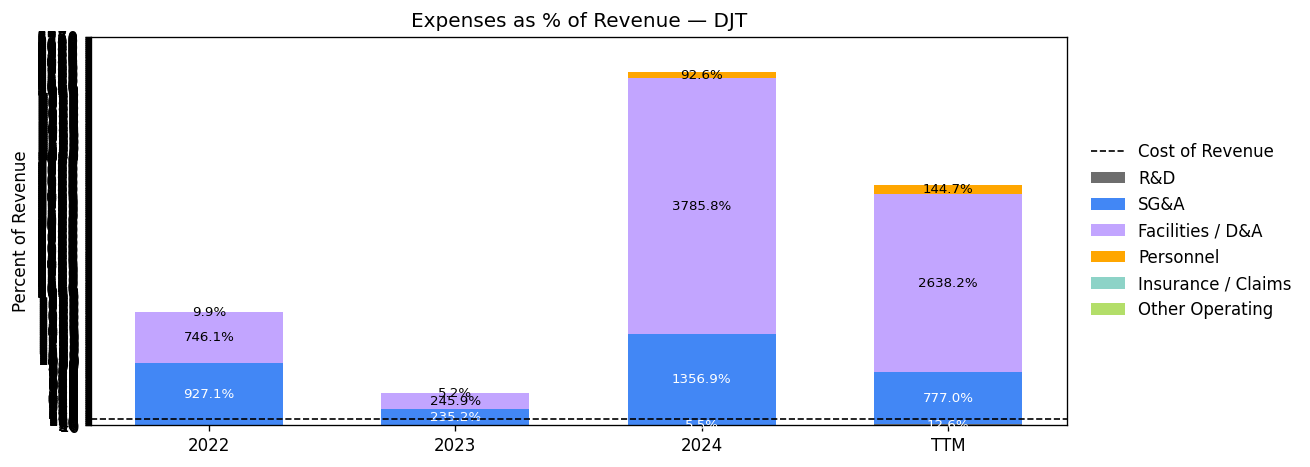 Expenses as % of Revenue — DJT
Percent of Revenue
9.9%
746.1%
927.1%
5.2%
245.9%
235.2%
92.6%
3785.8%
1356.9%
5.5%
144.7%
2638.2%
777.0%
12.6%
2022
2023
2024
TTM
Cost of Revenue
R&D
SG&A
Facilities / D&A
Personnel
Insurance / Claims
Other Operating